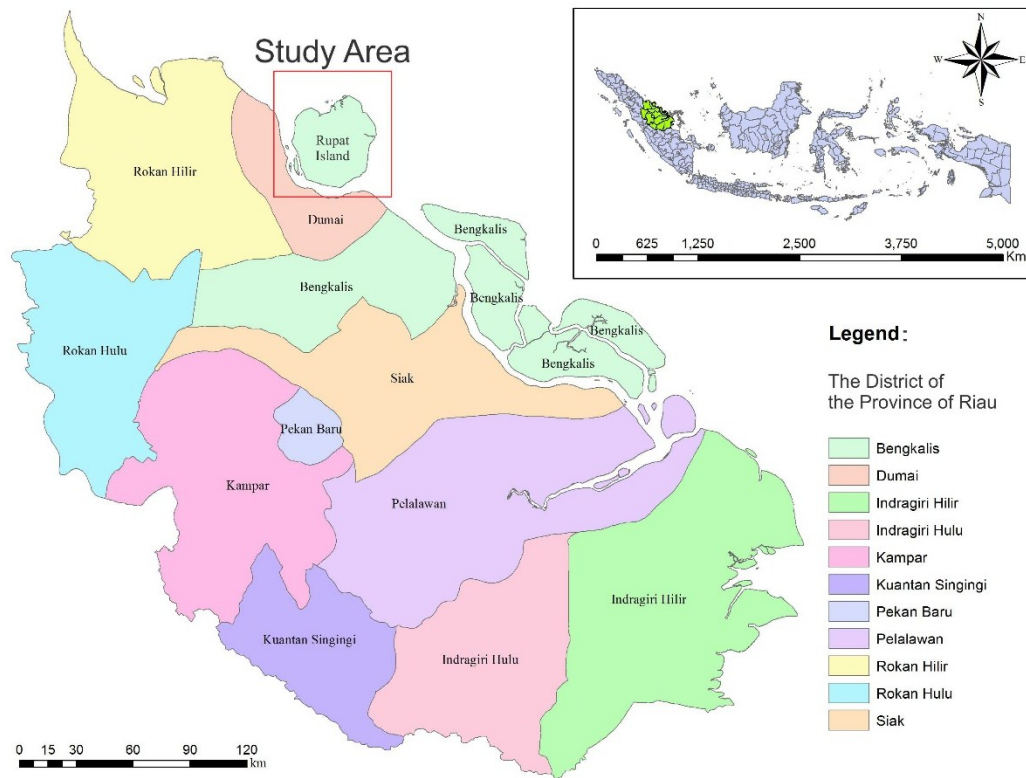 Study Area
Rupat
Island
Rokan Hilir
Dumai
Bengkalis
Bengkalis
Bengkalis
Bengkalis
Bengkalis
Rokan Hulu
Siak
Pekan Baru
Kampar
Pelalawan
Indragiri Hilir
Kuantan Singingi
Indragiri Hulu
0 15 30 60 90 120
km
N
W D
S
0 625 1,250 2,500 3,750 5,000
Km
Legend :
The District of
the Province of Riau
Bengkalis
Dumai
Indragiri Hilir
Indragiri Hulu
Kampar
Kuantan Singingi
Pekan Baru
Pelalawan
Rokan Hilir
Rokan Hulu
Siak